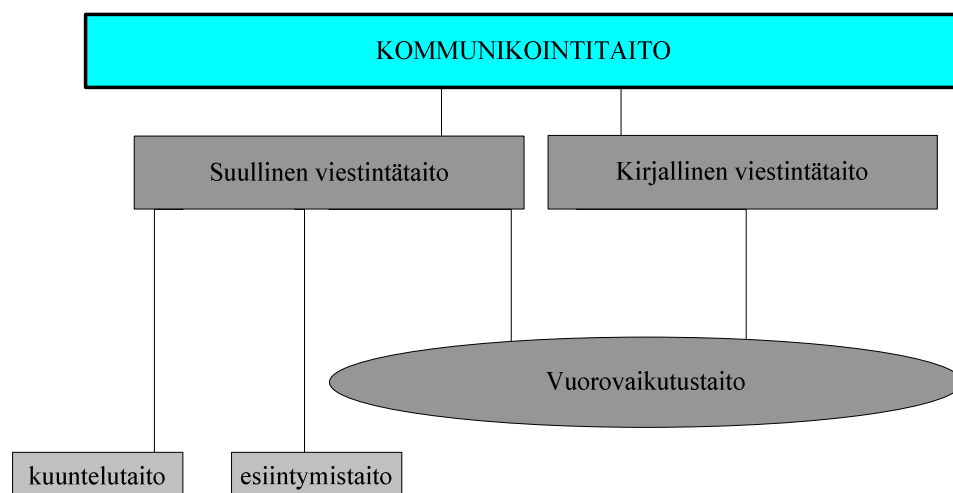 KOMMUNIKOINTITAITO
Suullinen viestintätaito
Kirjallinen viestintätaito
Vuorovaikutustaito
kuuntelutaito
esiintymistaito